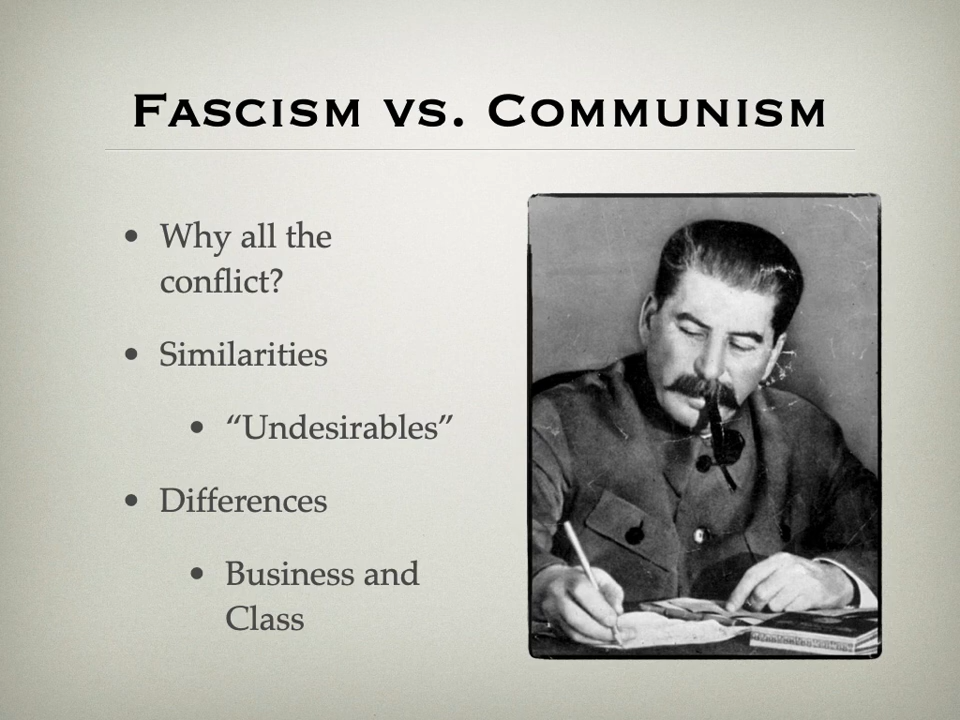 Fascism vs. Communism
• Why all the
conflict?
• Similarities
• “Undesirables”
• Differences
• Business and
Class